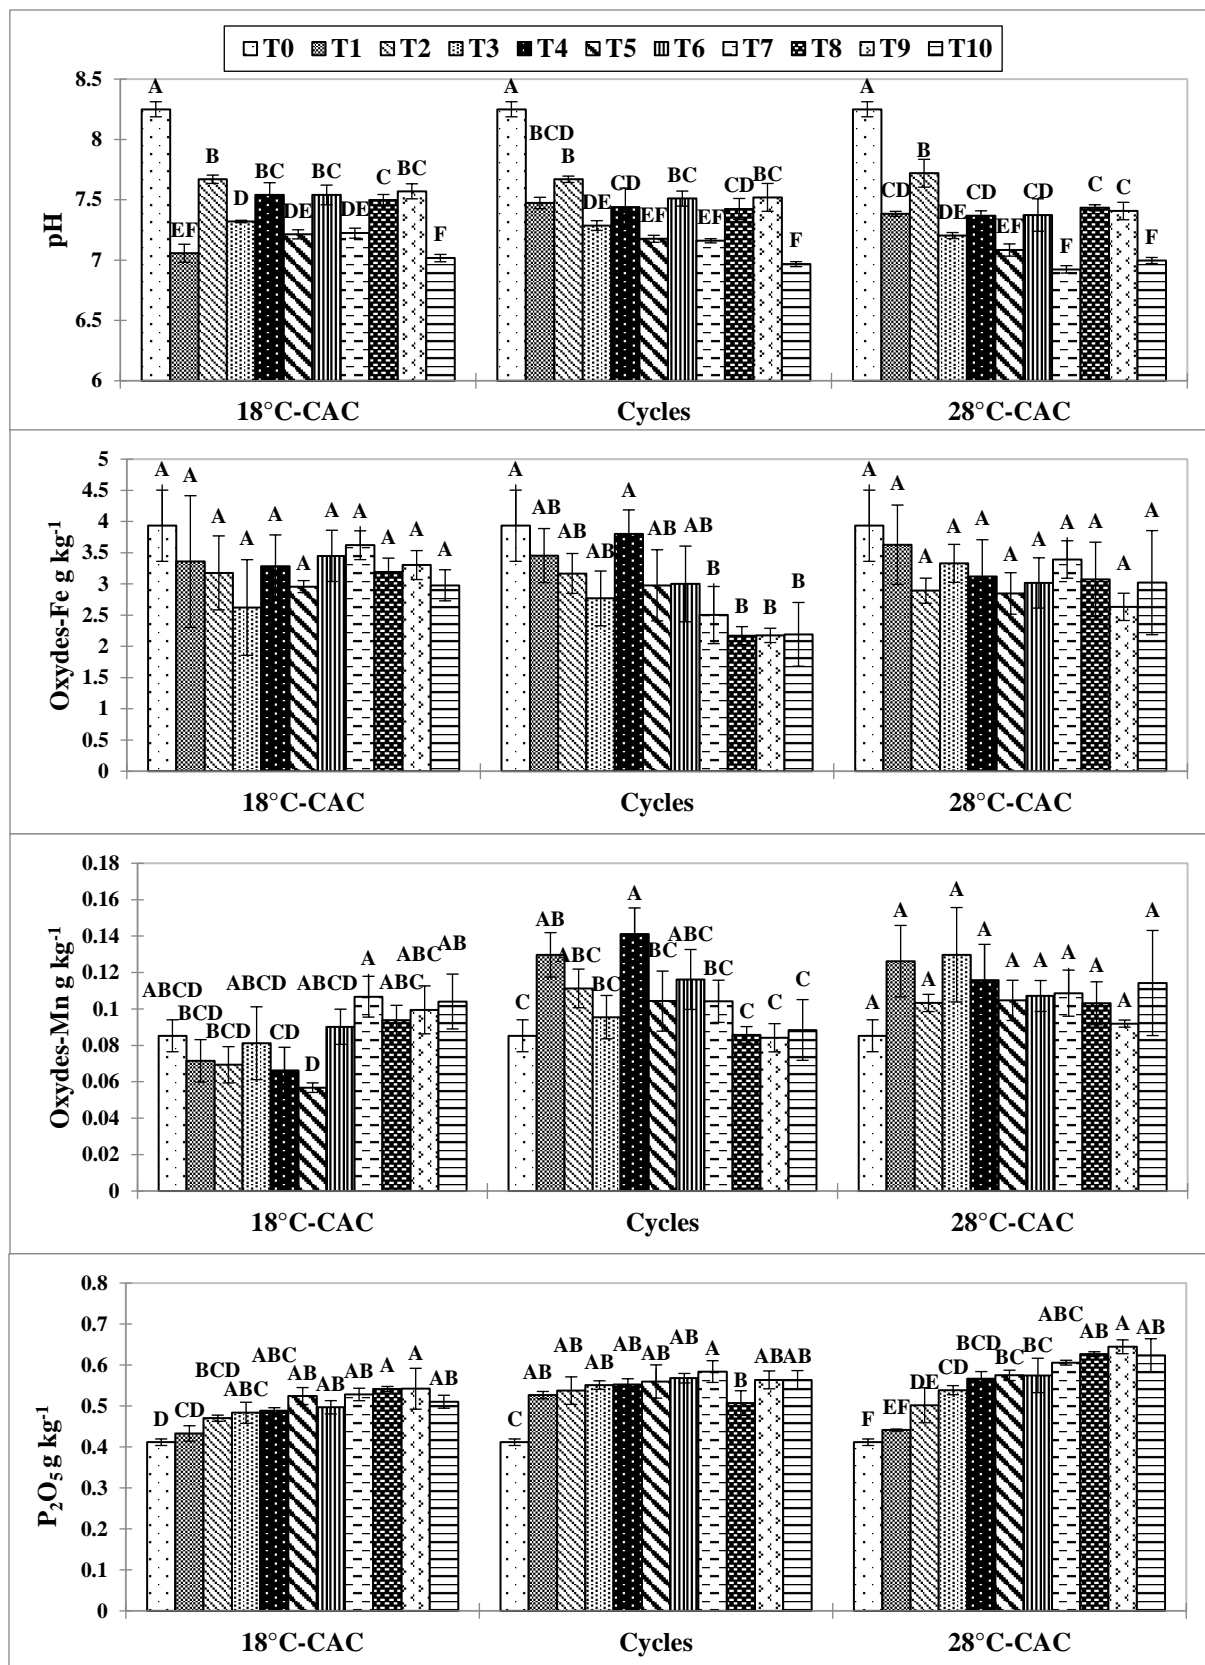 T0 T1 T2 T3 T4 T5 T6 T7 T8 T9 T10
pH
8.5
8
7.5
7
6.5
6
A EF B D BC DE BC DE C BC F
A BCD B DE CD EF BC EF CD BC F
A CD B DE CD EF CD F C C F
18°C-CAC Cycles 28°C-CAC
Oxydes-Fe g kg-1
5
4.5
4
3.5
3
2.5
2
1.5
1
0.5
0
A A A A A A A A A A A
A AB AB AB A AB AB B B B B
A A A A A A A A A A A
18°C-CAC Cycles 28°C-CAC
Oxydes-Mn g kg-1
0.18
0.16
0.14
0.12
0.1
0.08
0.06
0.04
0.02
0
ABCD BCD BCD ABCD CD D ABCD A ABC ABC AB
C AB ABC BC A BC ABC BC C C C
A A A A A A A A A A A
18°C-CAC Cycles 28°C-CAC
P2O5 g kg-1
0.8
0.7
0.6
0.5
0.4
0.3
0.2
0.1
0
D CD BCD ABC ABC AB AB AB A A AB
C AB AB AB AB AB AB A B AB AB
F EF DE CD BCD BC BC ABC AB A AB
18°C-CAC Cycles 28°C-CAC